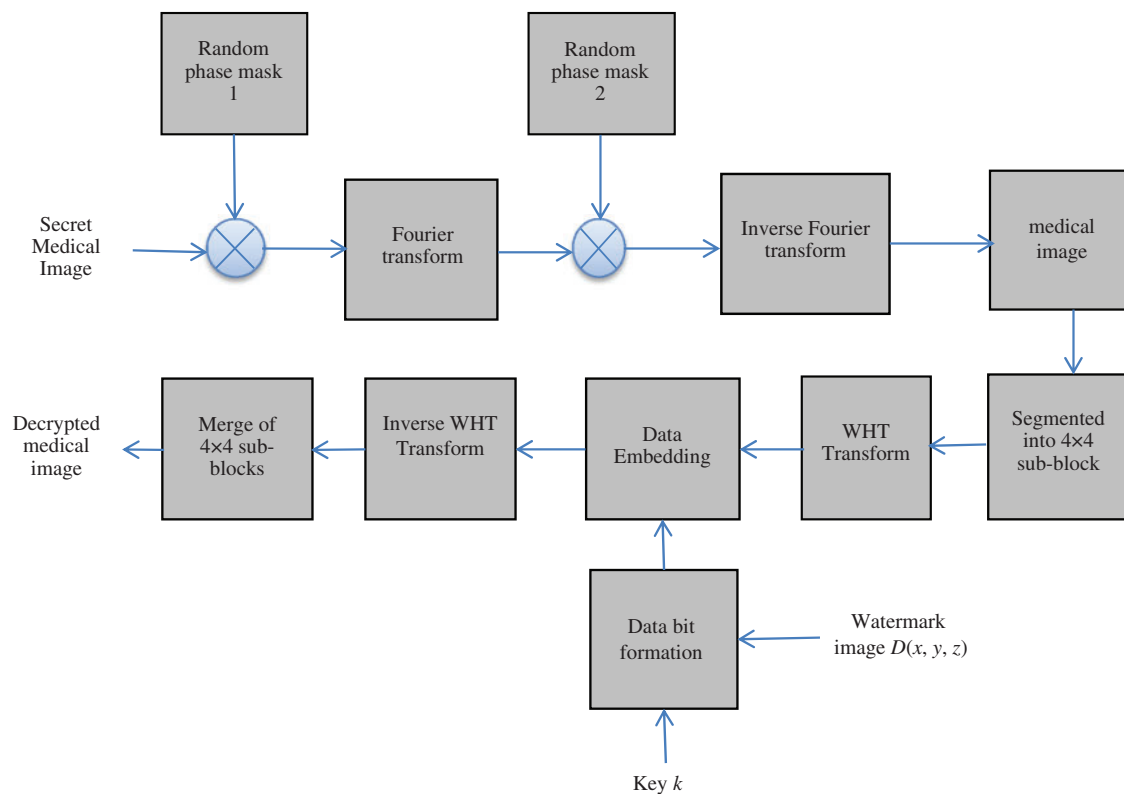 Random
phase mask
1
Random
phase mask
2
Secret
Medical
Image
Fourier
transform
Inverse Fourier
transform
medical
image
Decrypted
medical
image
Merge of
4×4 sub-
blocks
Inverse WHT
Transform
Data
Embedding
WHT
Transform
Segmented
into 4×4
sub-block
Data bit
formation
Watermark
image D(x, y, z)
Key k